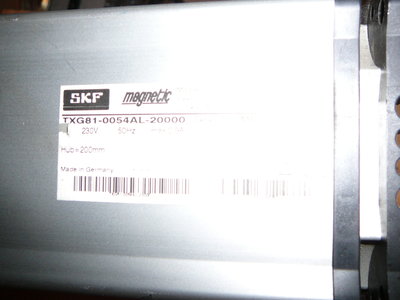 SKF magnetic
TXG81-0054AL-20000
230V 50Hz
Hub=200mm
Made in Germany